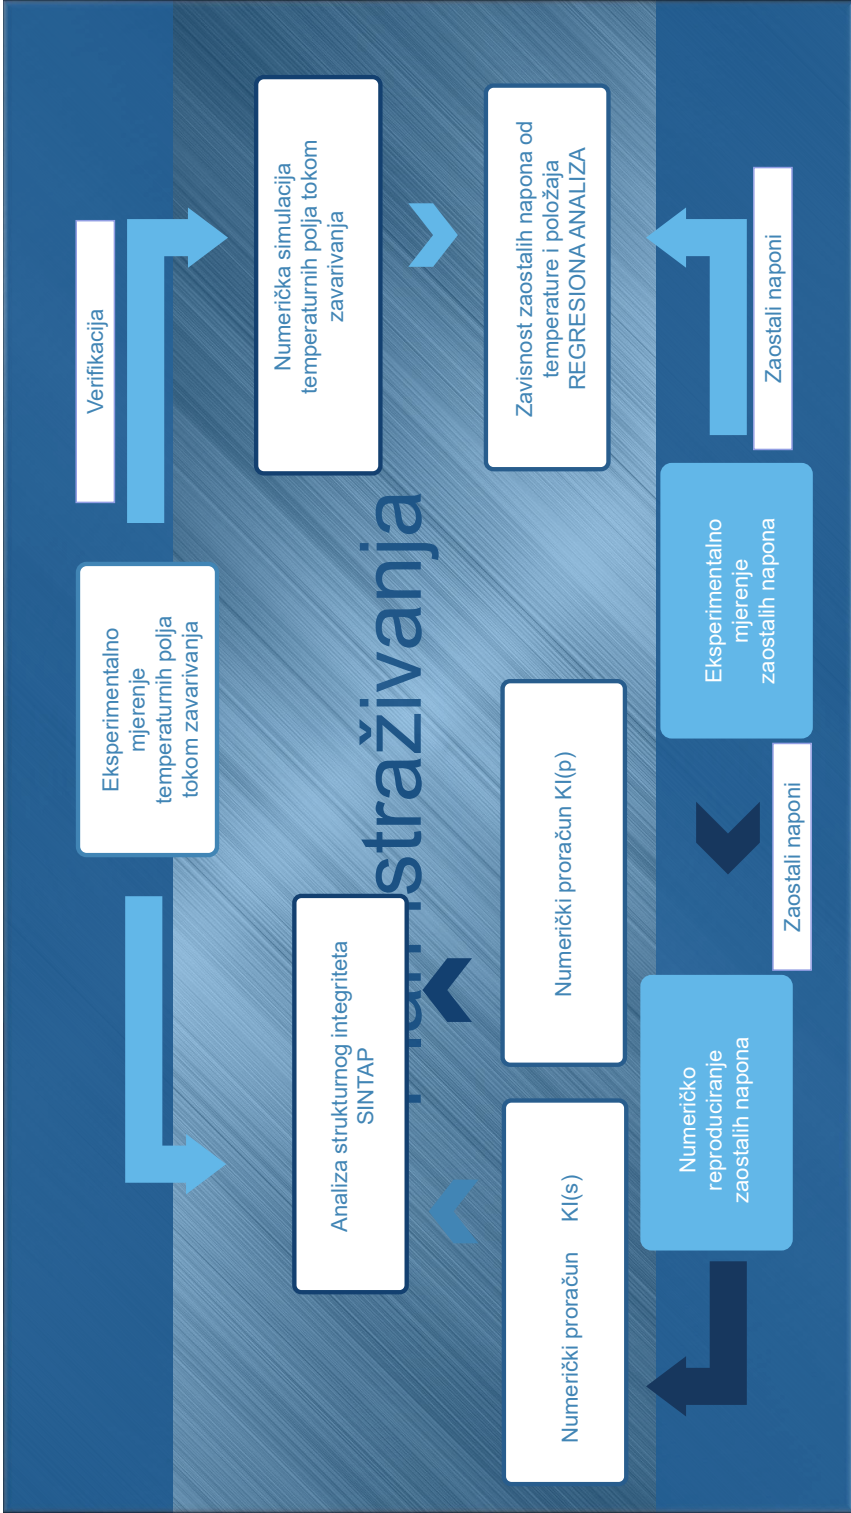 Verifikacija
Eksperimentalno
mjerenje
temperaturnih polja
tokom zavarivanja
Analiza strukturnog integriteta
SINTAP
Numerička simulacija
temperaturnih polja tokom
zavarivanja
istraživanja
Numerički proračun KI(s)
Numerički proračun KI(p)
Zavisnost zaostalih napona od
temperature i položaja
REGRESIONA ANALIZA
Numeričko
reproduciranje
zaostalih napona
Zaostali naponi
Eksperimentalno
mjerenje
zaostalih napona
Zaostali naponi